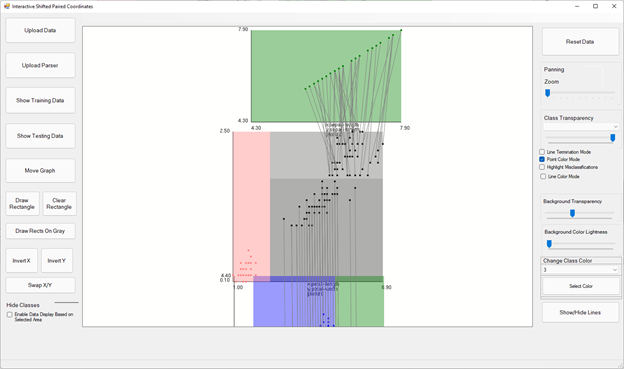 Interactive Shifted Paired Coordinates
Upload Data
Upload Parser
Show Training Data
Show Testing Data
Move Graph
Draw Rectangle
Clear Rectangle
Draw Rects On Gray
Invert X
Invert Y
Swap X/Y
Hide Classes
Enable Data Display Based on Selected Area
7.90
4.30
4.30
7.90
2.50
4.40
0.10
1.00
6.90
Reset Data
Panning
Zoom
Class Transparency
Line Termination Mode
Point Color Mode
Highlight Misclassifications
Line Color Mode
Background Transparency
Background Color Lightness
Change Class Color
3
Select Color
Show/Hide Lines